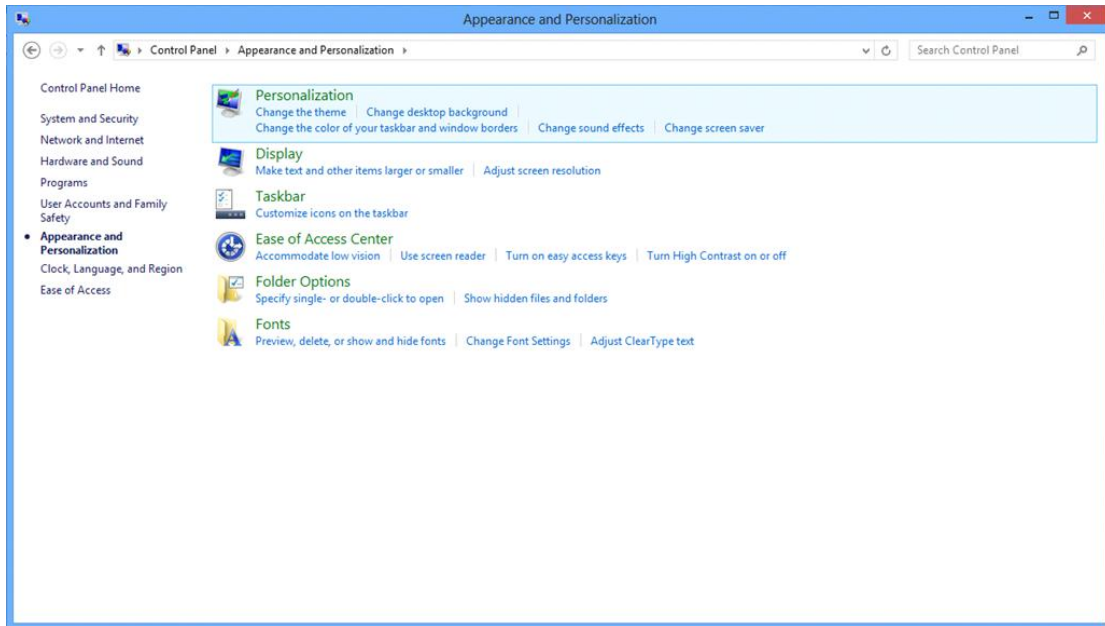 Appearance and Personalization
Control Panel Appearance and Personalization
Search Control Panel
Control Panel Home
System and Security
Network and Internet
Hardware and Sound
Programs
User Accounts and Family
Safety
Appearance and
Personalization
Clock, Language, and Region
Ease of Access
Personalization
Change the theme Change desktop background
Change the color of your taskbar and window borders Change sound effects Change screen saver
Display
Make text and other items larger or smaller Adjust screen resolution
Taskbar
Customize icons on the taskbar
Ease of Access Center
Accommodate low vision Use screen reader Turn on easy access keys Turn High Contrast on or off
Folder Options
Specify single- or double-click to open Show hidden files and folders
Fonts
Preview, delete, or show and hide fonts Change Font Settings Adjust ClearType text